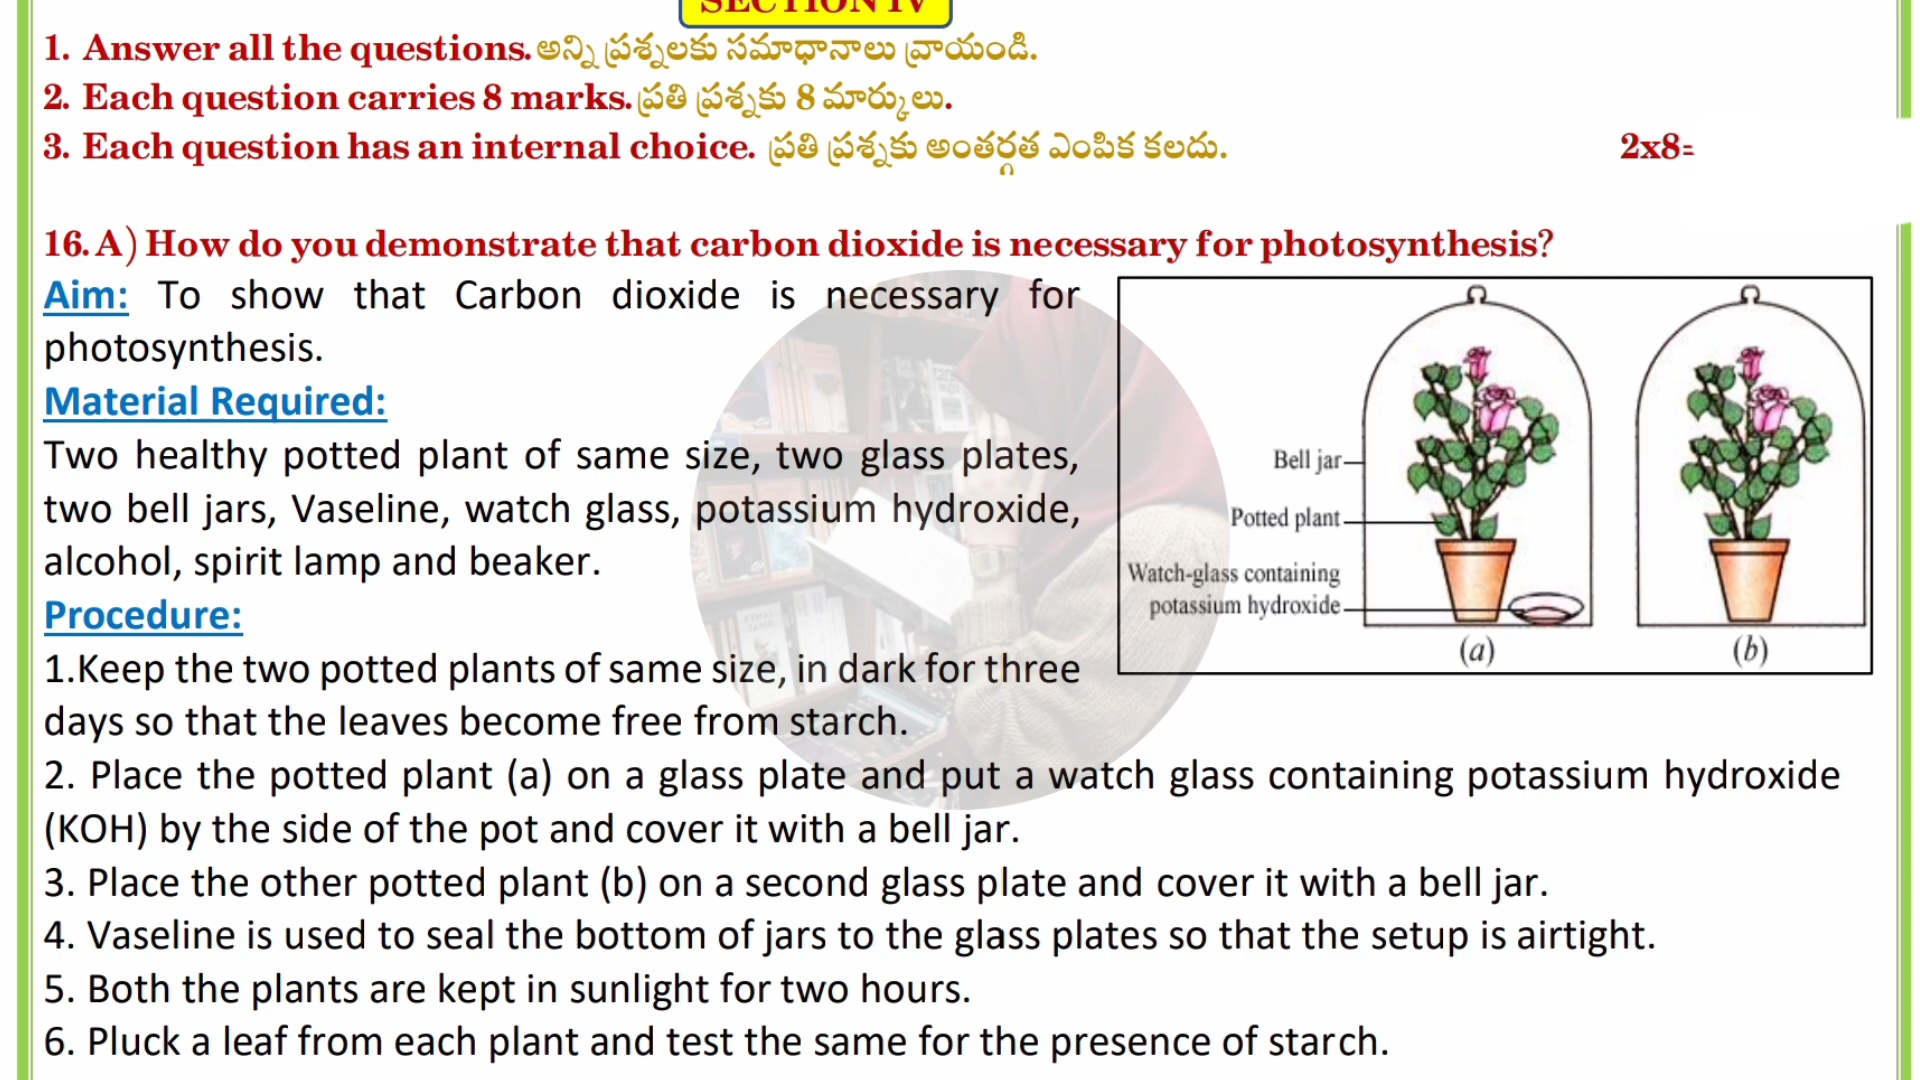 SECTION IV
1. Answer all the questions. అన్ని ప్రశ్నలకు సమాధానాలు వ్రాయండి.
2. Each question carries 8 marks. ప్రతి ప్రశ్నకు 8 మార్కులు.
3. Each question has an internal choice. ప్రతి ప్రశ్నకు అంతర్గత ఎంపిక కలదు. 2x8=
16. A) How do you demonstrate that carbon dioxide is necessary for photosynthesis?
Aim: To show that Carbon dioxide is necessary for
photosynthesis.
Material Required:
Two healthy potted plant of same size, two glass plates,
two bell jars, Vaseline, watch glass, potassium hydroxide,
alcohol, spirit lamp and beaker.
Procedure:
1.Keep the two potted plants of same size, in dark for three
days so that the leaves become free from starch.
Bell jar
Potted plant
Watch-glass containing
potassium hydroxide
(a)
(b)
2. Place the potted plant (a) on a glass plate and put a watch glass containing potassium hydroxide
(KOH) by the side of the pot and cover it with a bell jar.
3. Place the other potted plant (b) on a second glass plate and cover it with a bell jar.
4. Vaseline is used to seal the bottom of jars to the glass plates so that the setup is airtight.
5. Both the plants are kept in sunlight for two hours.
6. Pluck a leaf from each plant and test the same for the presence of starch.